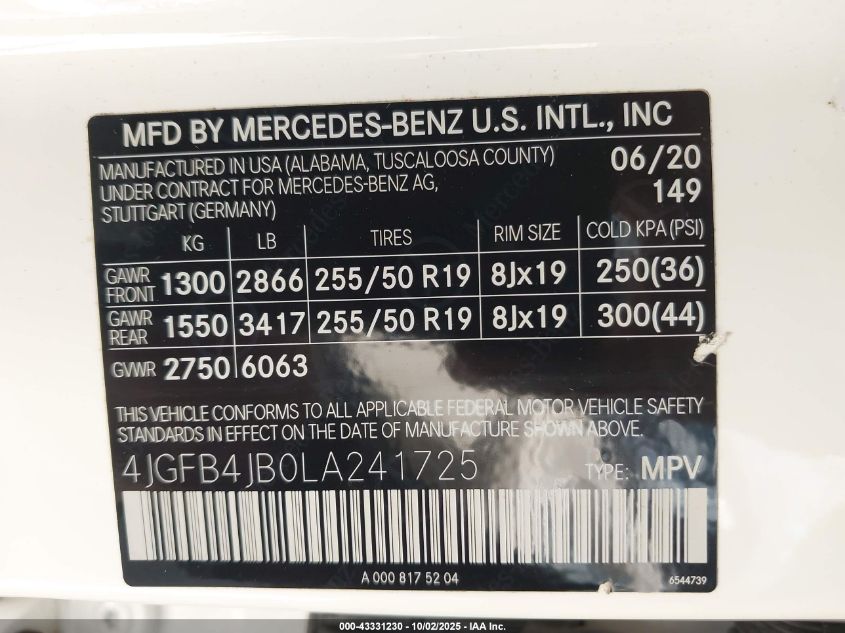 MFD BY MERCEDES-BENZ U.S. INTL., INC
MANUFACTURED IN USA (ALABAMA, TUSCALOOSA COUNTY) 06/20
UNDER CONTRACT FOR MERCEDES-BENZ AG, 149
STUTTGART (GERMANY)
KG LB TIRES RIM SIZE COLD KPA (PSI)
GAWR FRONT 1300 2866 255/50 R19 8Jx19 250(36)
GAWR REAR 1550 3417 255/50 R19 8Jx19 300(44)
GVWR 2750 6063
THIS VEHICLE CONFORMS TO ALL APPLICABLE FEDERAL MOTOR VEHICLE SAFETY
STANDARDS IN EFFECT ON THE DATE OF MANUFACTURE SHOWN ABOVE.
4JGFB4JB0LA241725 TYPE: MPV
A 000 817 52 04 6544739
000-43331230 - 10/02/2025 - IAA Inc.